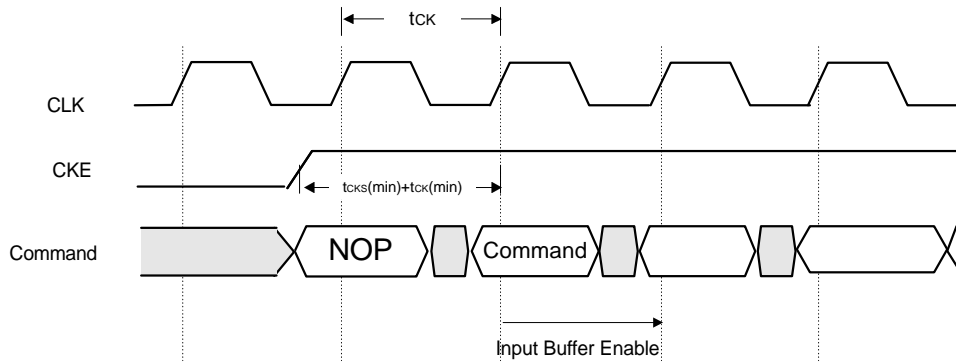 tCK
CLK
CKE
tCKS(min)+tCK(min)
Command
NOP
Command
Input Buffer Enable